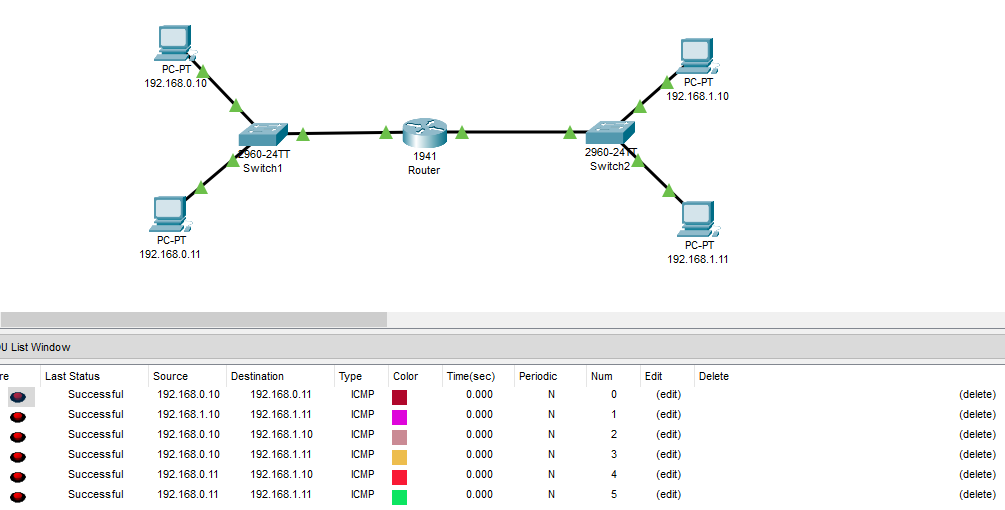 PC-PT
192.168.0.10
PC-PT
192.168.1.10
2960-24TT
Switch1
1941
Router
2960-24TT
Switch2
PC-PT
192.168.0.11
PC-PT
192.168.1.11
U List Window
re Last Status Source Destination Type Color Time(sec) Periodic Num Edit Delete
Successful 192.168.0.10 192.168.0.11 ICMP 0.000 N 0 (edit) (delete)
Successful 192.168.1.10 192.168.1.11 ICMP 0.000 N 1 (edit) (delete)
Successful 192.168.0.10 192.168.1.10 ICMP 0.000 N 2 (edit) (delete)
Successful 192.168.0.10 192.168.1.11 ICMP 0.000 N 3 (edit) (delete)
Successful 192.168.0.11 192.168.1.10 ICMP 0.000 N 4 (edit) (delete)
Successful 192.168.0.11 192.168.1.11 ICMP 0.000 N 5 (edit) (delete)